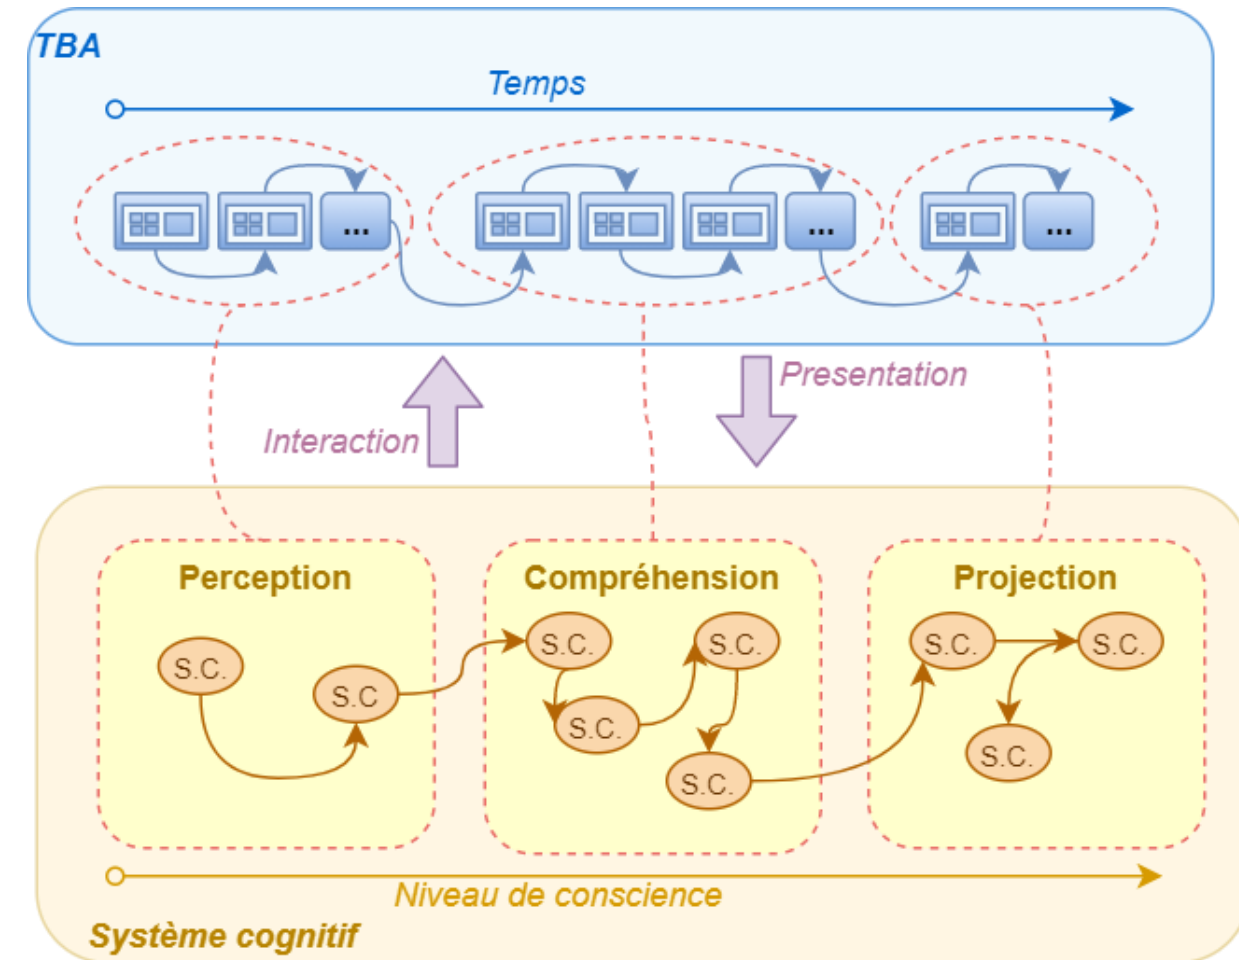 TBA
Temps
...
...
...
Presentation
Interaction
Perception
Compréhension
Projection
S.C.
S.C
S.C.
S.C.
S.C.
S.C.
S.C.
S.C.
S.C.
Niveau de conscience
Système cognitif